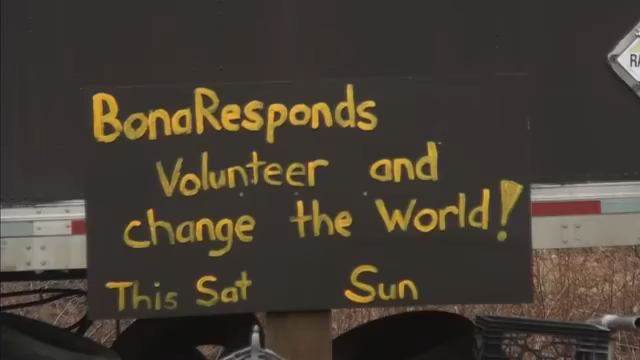 BonaResponds
Volunteer and
change the World!
This Sat Sun